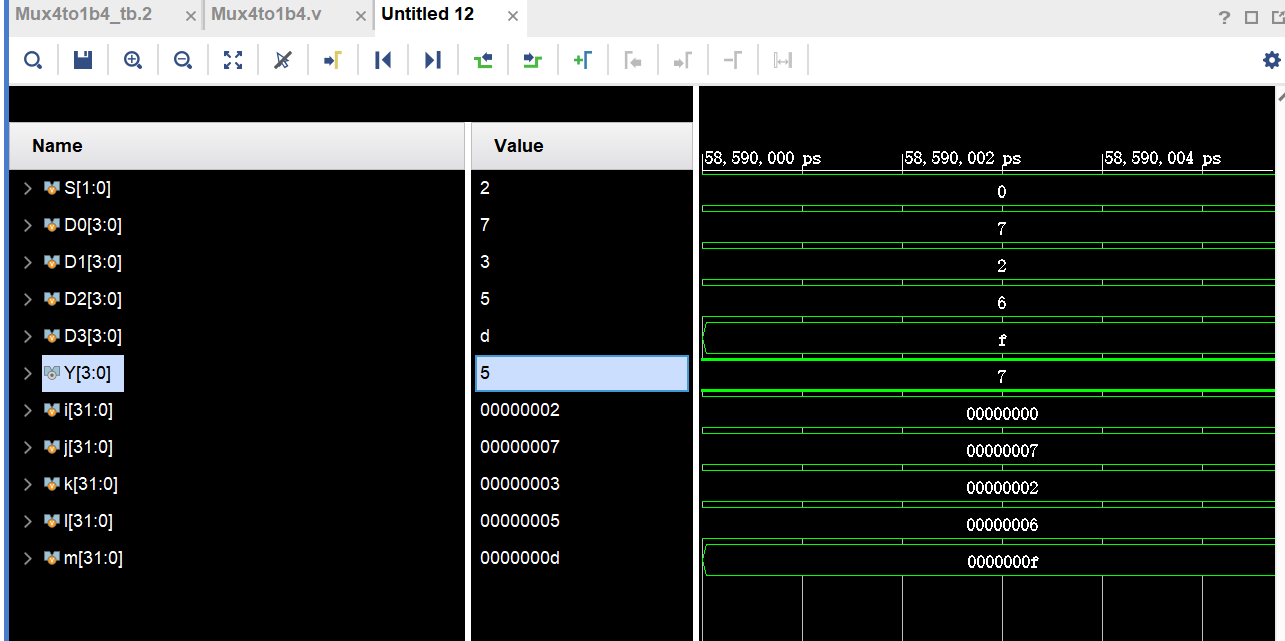 Mux4to1b4_tb.2 × Mux4to1b4.v × Untitled 12 ×
?
Name Value
58,590,000 ps 58,590,002 ps 58,590,004 ps
S[1:0] 2 0
D0[3:0] 7 7
D1[3:0] 3 2
D2[3:0] 5 6
D3[3:0] d f
Y[3:0] 5 7
i[31:0] 00000002 00000000
j[31:0] 00000007 00000007
k[31:0] 00000003 00000002
l[31:0] 00000005 00000006
m[31:0] 0000000d 0000000f